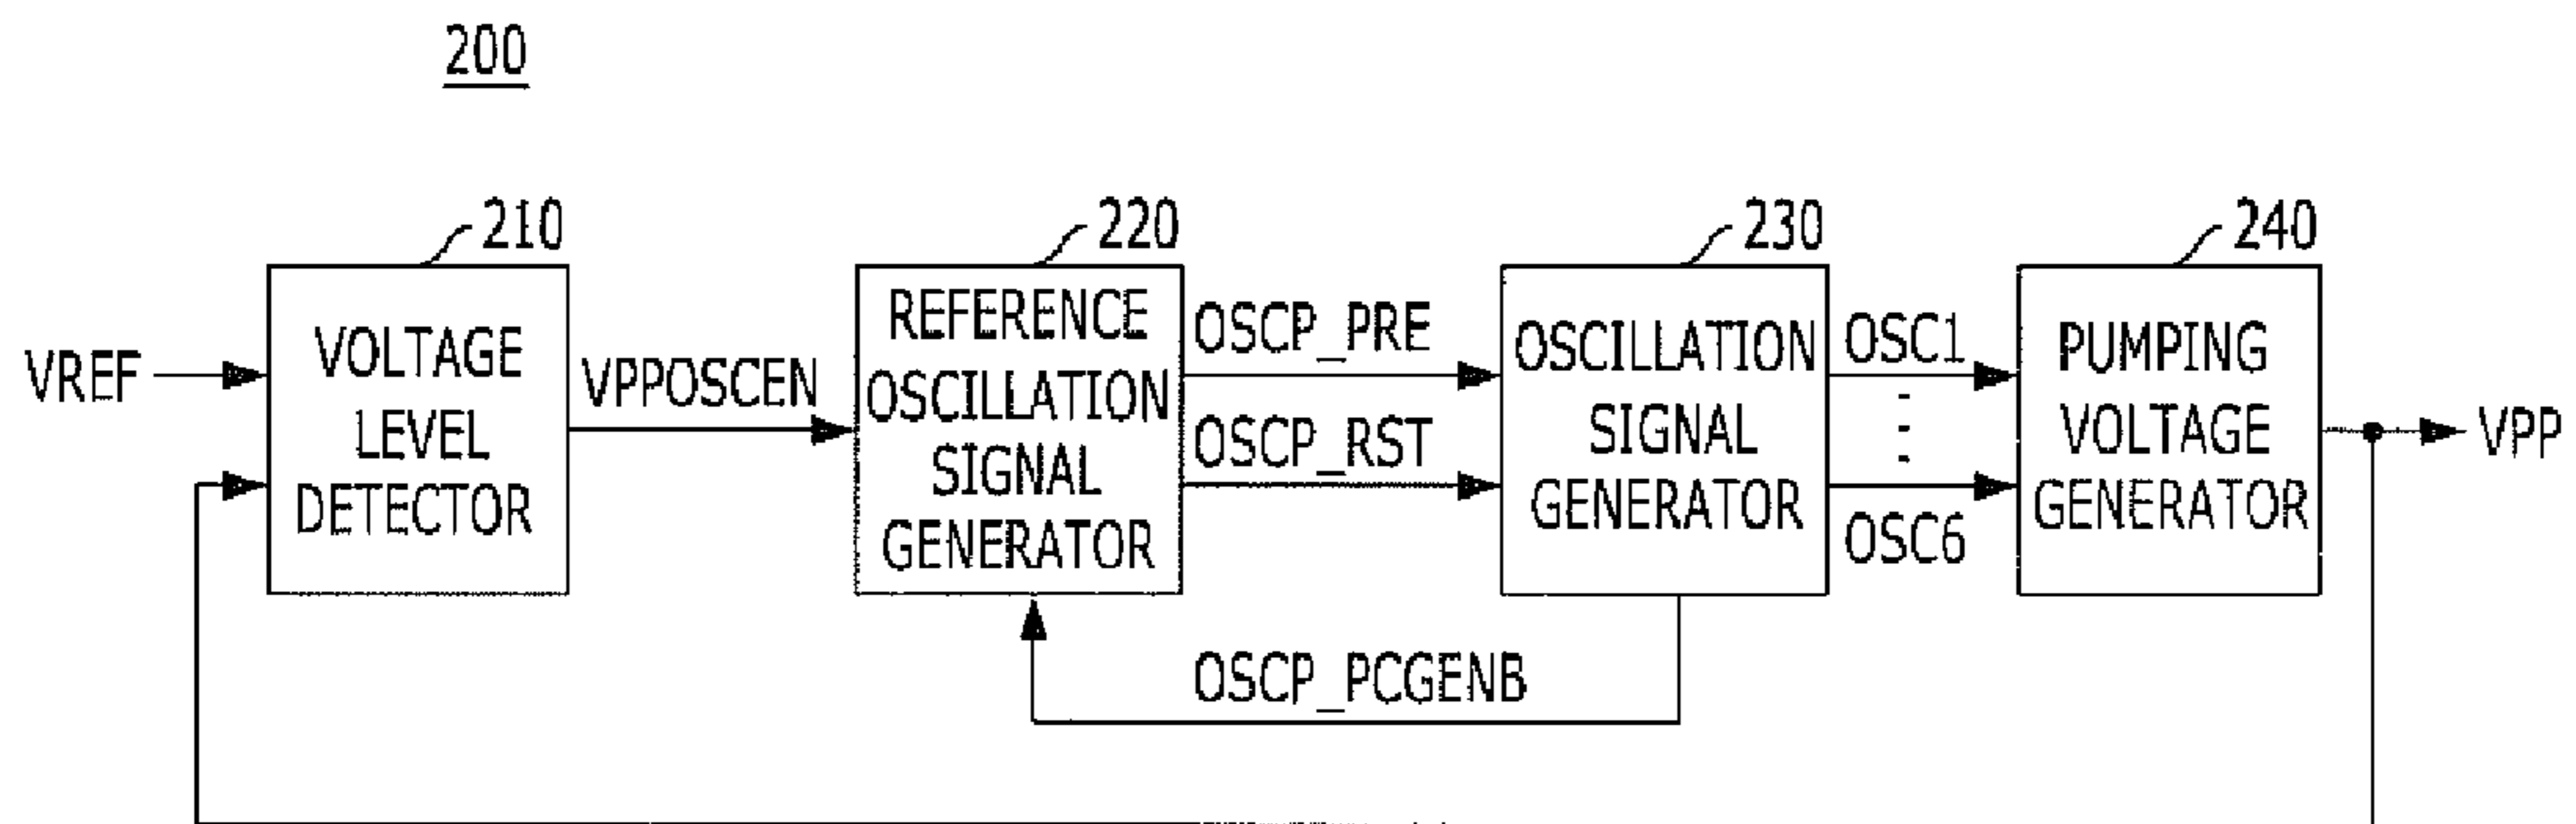 200
210
220
230
240
VREF
VOLTAGE
LEVEL
DETECTOR
VPPOSCEN
REFERENCE
OSCILLATION
SIGNAL
GENERATOR
OSCP_PRE
OSCP_RST
OSCILLATION
SIGNAL
GENERATOR
OSC1
OSC6
PUMPING
VOLTAGE
GENERATOR
VPP
OSCP_PCGENB